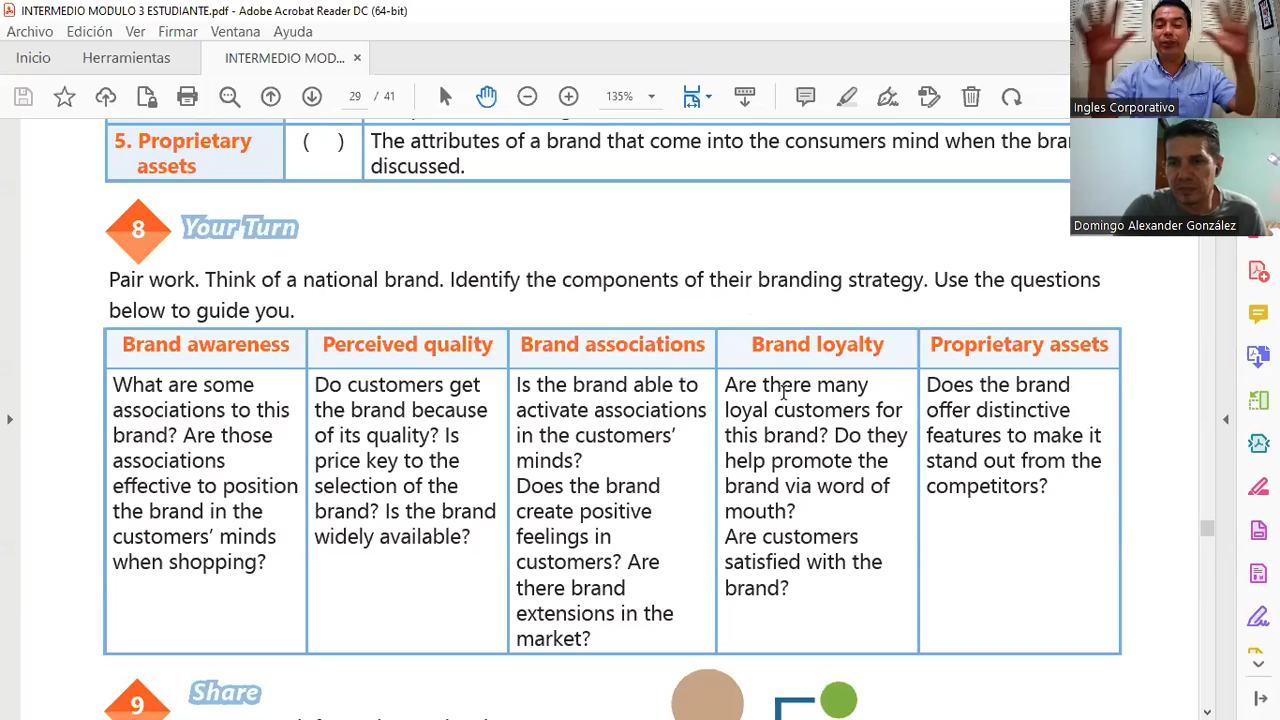 INTERMEDIO MODULO 3 ESTUDIANTE.pdf - Adobe Acrobat Reader DC (64-bit)
Archivo Edición Ver Firmar Ventana Ayuda
Inicio Herramientas INTERMEDIO MOD... ×
29 / 41 135%
Ingles Corporativo
Domingo Alexander González
5. Proprietary assets
( )
The attributes of a brand that come into the consumers mind when the
discussed.
8 Your Turn
Pair work. Think of a national brand. Identify the components of their branding strategy. Use the questions
below to guide you.
Brand awareness
What are some
associations to this
brand? Are those
associations
effective to position
the brand in the
customers’ minds
when shopping?
Perceived quality
Do customers get
the brand because
of its quality? Is
price key to the
selection of the
brand? Is the brand
widely available?
Brand associations
Is the brand able to
activate associations
in the customers’
minds?
Does the brand
create positive
feelings in
customers? Are
there brand
extensions in the
market?
Brand loyalty
Are there many
loyal customers for
this brand? Do they
help promote the
brand via word of
mouth?
Are customers
satisfied with the
brand?
Proprietary assets
Does the brand
offer distinctive
features to make it
stand out from the
competitors?
9 Share